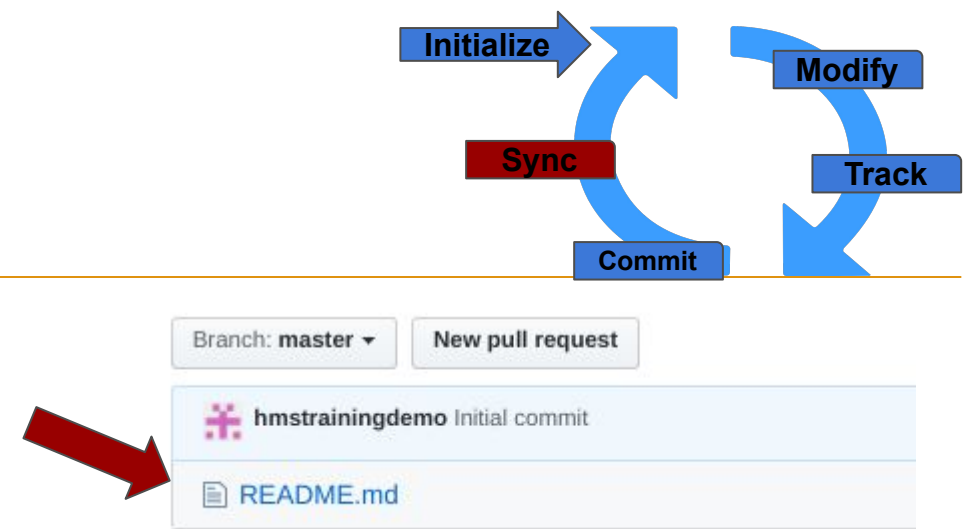 Initialize
Modify
Sync
Track
Commit
Branch: master
New pull request
hmstrainingdemo Initial commit
README.md